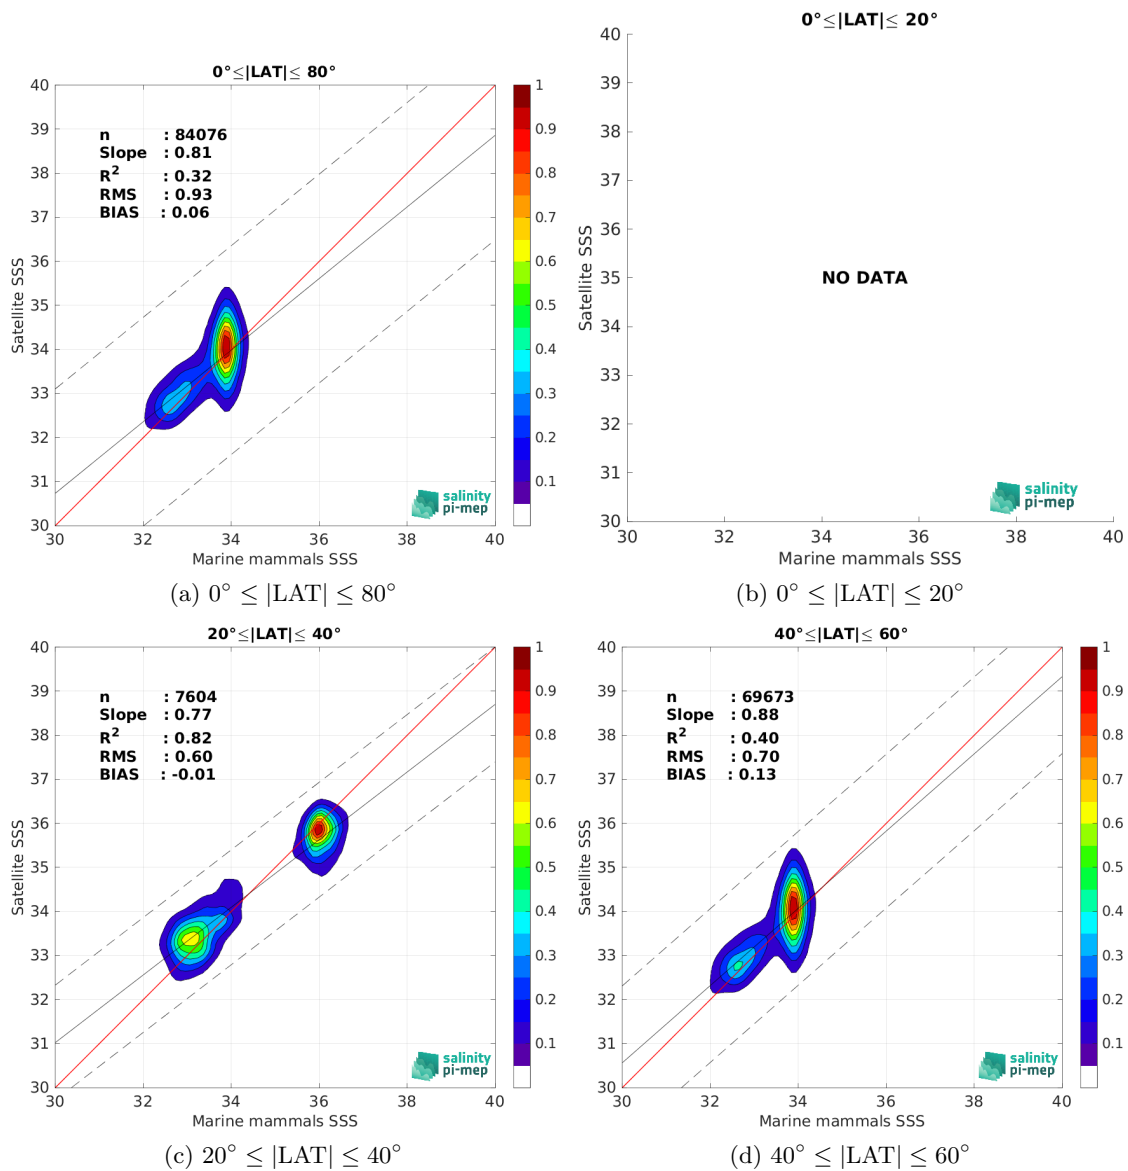 0°≤|LAT|≤ 80°
40
39
38
37
36
35
34
33
32
31
30
Satellite SSS
n : 84076
Slope : 0.81
R² : 0.32
RMS : 0.93
BIAS : 0.06
salinity
pi-mep
30 32 34 36 38 40
Marine mammals SSS
1
0.9
0.8
0.7
0.6
0.5
0.4
0.3
0.2
0.1
(a) 0° ≤ |LAT| ≤ 80°
0°≤|LAT|≤ 20°
40
39
38
37
36
35
34
33
32
31
30
Satellite SSS
NO DATA
salinity
pi-mep
30 32 34 36 38 40
Marine mammals SSS
(b) 0° ≤ |LAT| ≤ 20°
20°≤|LAT|≤ 40°
40
39
38
37
36
35
34
33
32
31
30
Satellite SSS
n : 7604
Slope : 0.77
R² : 0.82
RMS : 0.60
BIAS : -0.01
salinity
pi-mep
30 32 34 36 38 40
Marine mammals SSS
1
0.9
0.8
0.7
0.6
0.5
0.4
0.3
0.2
0.1
(c) 20° ≤ |LAT| ≤ 40°
40°≤|LAT|≤ 60°
40
39
38
37
36
35
34
33
32
31
30
Satellite SSS
n : 69673
Slope : 0.88
R² : 0.40
RMS : 0.70
BIAS : 0.13
salinity
pi-mep
30 32 34 36 38 40
Marine mammals SSS
1
0.9
0.8
0.7
0.6
0.5
0.4
0.3
0.2
0.1
(d) 40° ≤ |LAT| ≤ 60°